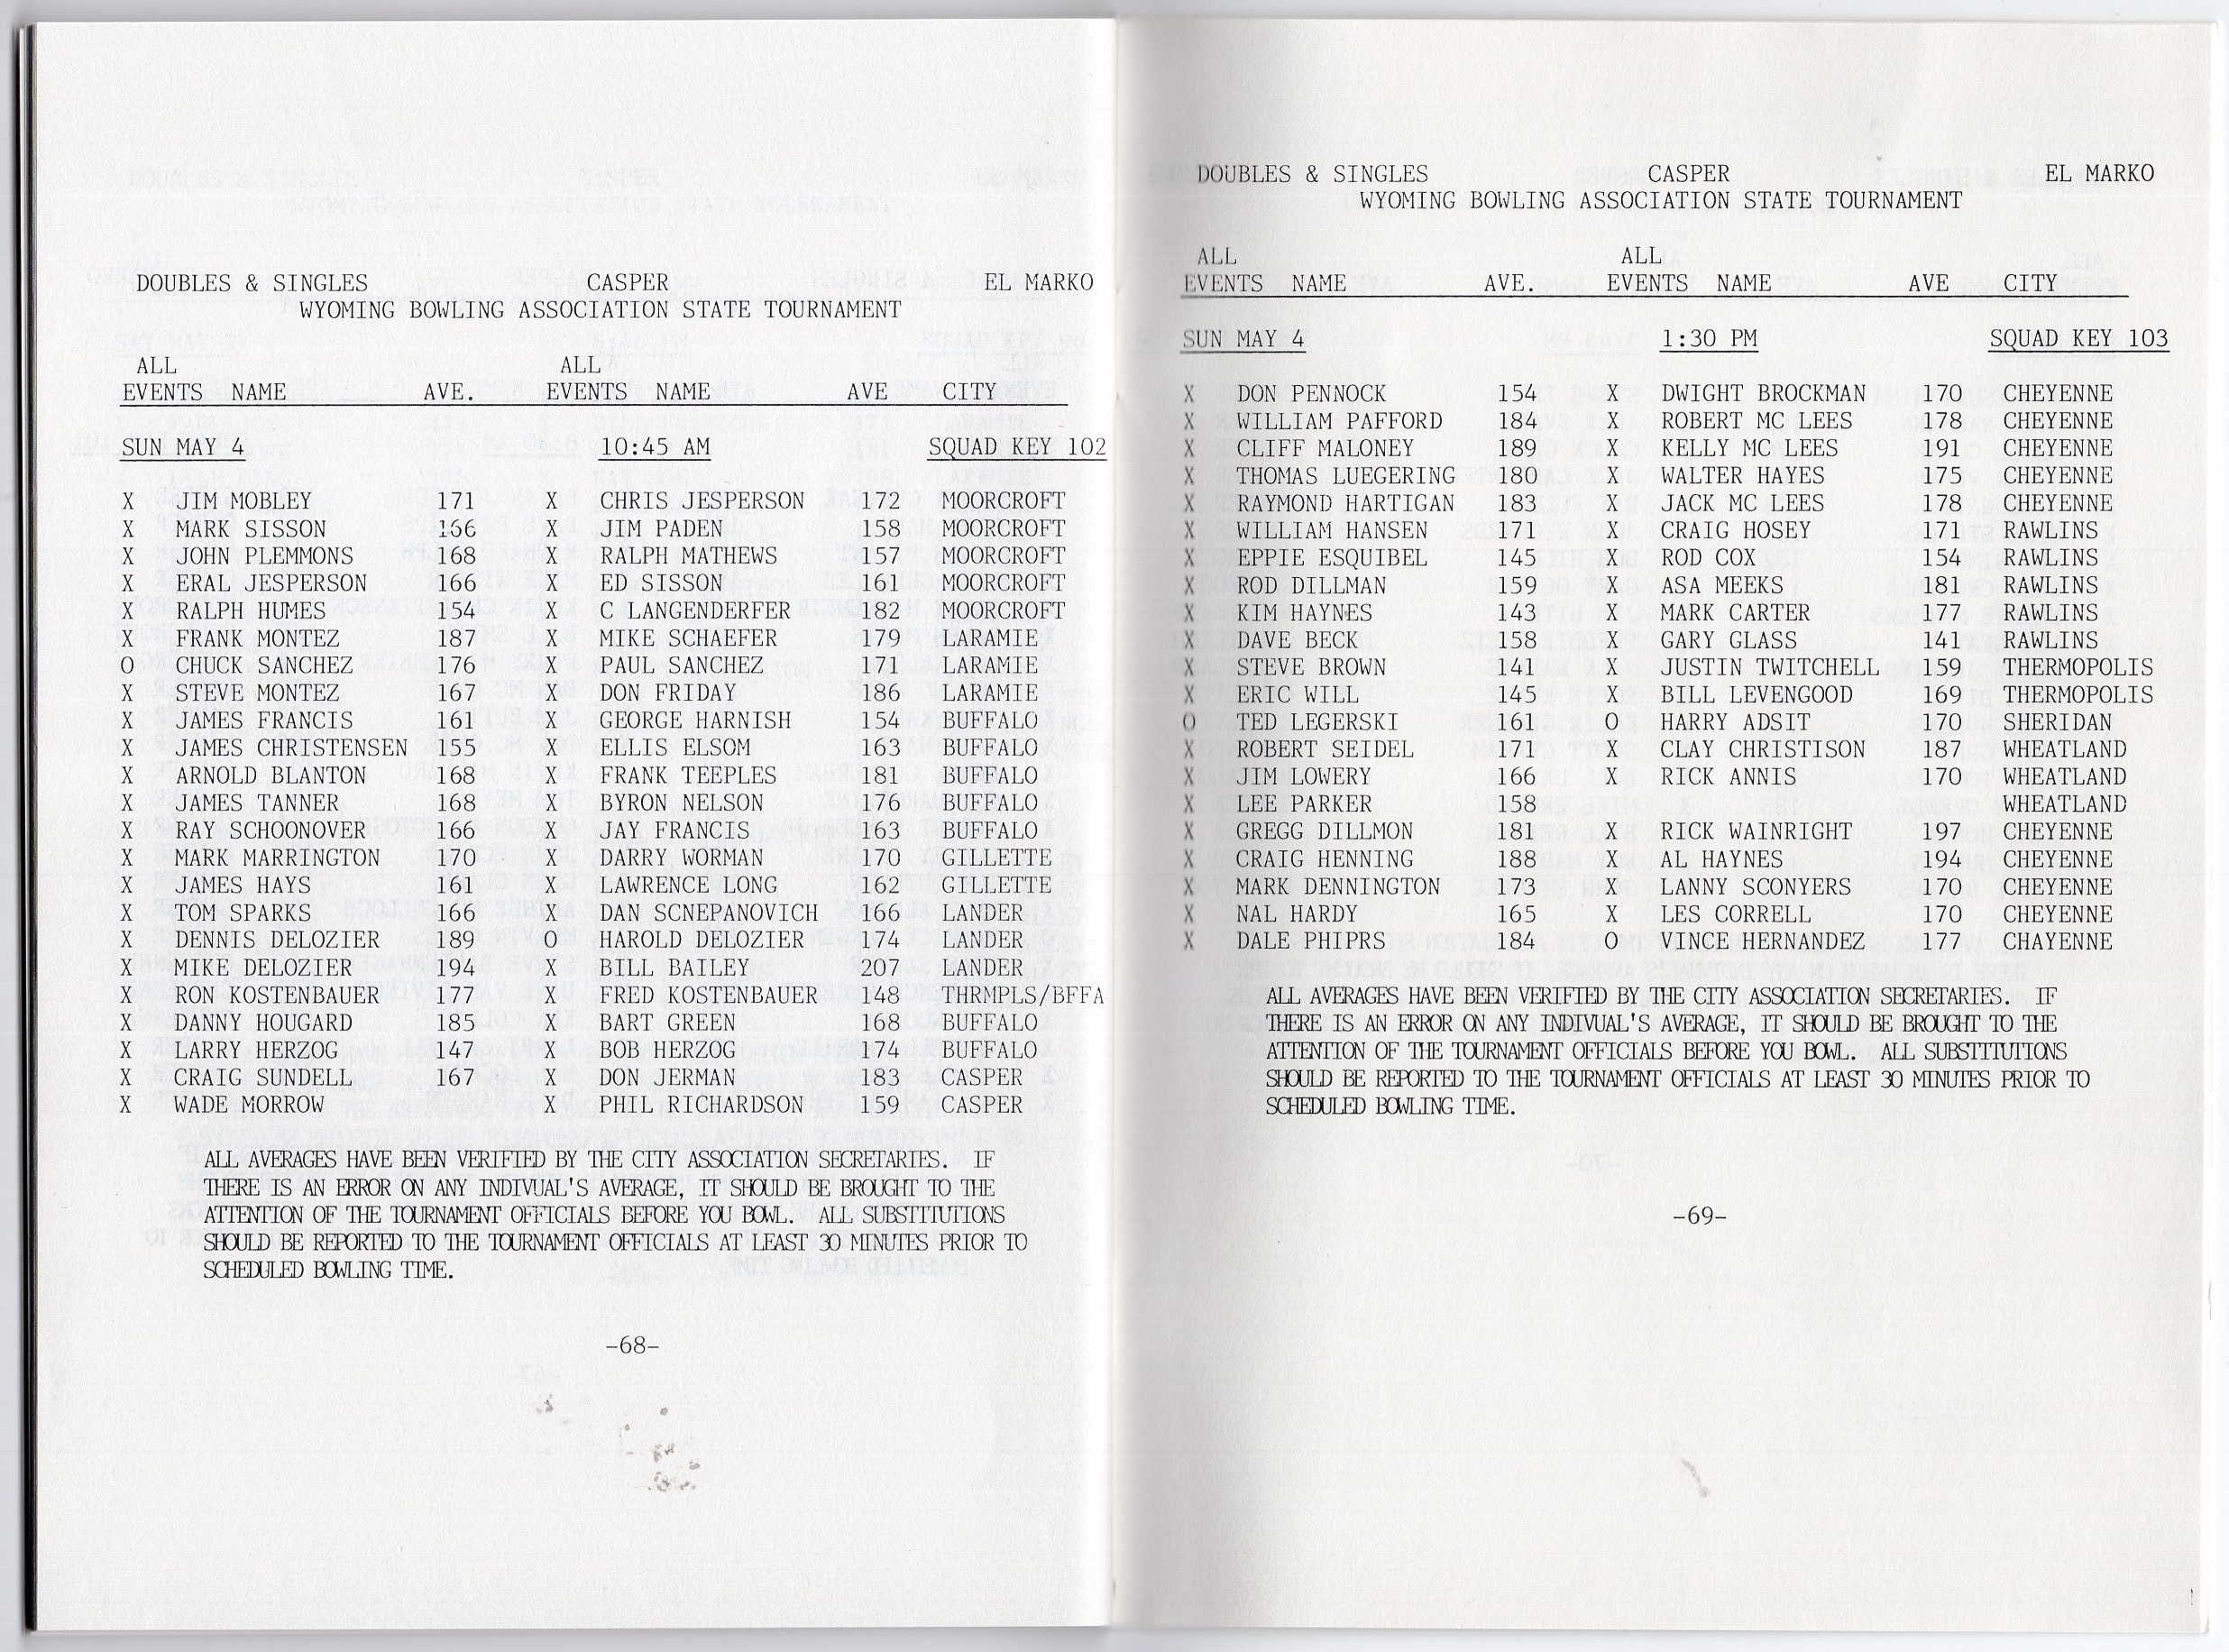 DOUBLES & SINGLES CASPER EL MARKO
WYOMING BOWLING ASSOCIATION STATE TOURNAMENT
ALL ALL
EVENTS NAME AVE. EVENTS NAME AVE CITY
SUN MAY 4 10:45 AM SQUAD KEY 102
X JIM MOBLEY 171 X CHRIS JESPERSON 172 MOORCROFT
X MARK SISSON 166 X JIM PADEN 158 MOORCROFT
X JOHN PLEMMONS 168 X RALPH MATHEWS 157 MOORCROFT
X ERAL JESPERSON 166 X ED SISSON 161 MOORCROFT
X RALPH HUMES 154 X C LANGENDERFER 182 MOORCROFT
X FRANK MONTEZ 187 X MIKE SCHAEFER 179 LARAMIE
O CHUCK SANCHEZ 176 X PAUL SANCHEZ 171 LARAMIE
X STEVE MONTEZ 167 X DON FRIDAY 186 LARAMIE
X JAMES FRANCIS 161 X GEORGE HARNISH 154 BUFFALO
X JAMES CHRISTENSEN 155 X ELLIS ELSOM 163 BUFFALO
X ARNOLD BLANTON 168 X FRANK TEEPLES 181 BUFFALO
X JAMES TANNER 168 X BYRON NELSON 176 BUFFALO
X RAY SCHOONOVER 166 X JAY FRANCIS 163 BUFFALO
X MARK MARRINGTON 170 X DARRY WORMAN 170 GILLETTE
X JAMES HAYS 161 X LAWRENCE LONG 162 GILLETTE
X TOM SPARKS 166 X DAN SCNEPANOVICH 166 LANDER
X DENNIS DELOZIER 189 O HAROLD DELOZIER 174 LANDER
X MIKE DELOZIER 194 X BILL BAILEY 207 LANDER
X RON KOSTENBAUER 177 X FRED KOSTENBAUER 148 THRMPLS/BFFA
X DANNY HOUGARD 185 X BART GREEN 168 BUFFALO
X LARRY HERZOG 147 X BOB HERZOG 174 BUFFALO
X CRAIG SUNDELL 167 X DON JERMAN 183 CASPER
X WADE MORROW X PHIL RICHARDSON 159 CASPER
ALL AVERAGES HAVE BEEN VERIFIED BY THE CITY ASSOCIATION SECRETARIES. IF
THERE IS AN ERROR ON ANY INDIVUAL'S AVERAGE, IT SHOULD BE BROUGHT TO THE
ATTENTION OF THE TOURNAMENT OFFICIALS BEFORE YOU BOWL. ALL SUBSTITUTIONS
SHOULD BE REPORTED TO THE TOURNAMENT OFFICIALS AT LEAST 30 MINUTES PRIOR TO
SCHEDULED BOWLING TIME.
-68-
DOUBLES & SINGLES CASPER EL MARKO
WYOMING BOWLING ASSOCIATION STATE TOURNAMENT
ALL ALL
EVENTS NAME AVE. EVENTS NAME AVE CITY
SUN MAY 4 1:30 PM SQUAD KEY 103
X DON PENNOCK 154 X DWIGHT BROCKMAN 170 CHEYENNE
X WILLIAM PAFFORD 184 X ROBERT MC LEES 178 CHEYENNE
X CLIFF MALONEY 189 X KELLY MC LEES 191 CHEYENNE
X THOMAS LUEGERING 180 X WALTER HAYES 175 CHEYENNE
X RAYMOND HARTIGAN 183 X JACK MC LEES 178 CHEYENNE
X WILLIAM HANSEN 171 X CRAIG HOSEY 171 RAWLINS
X EPPIE ESQUIBEL 145 X ROD COX 154 RAWLINS
X ROD DILLMAN 159 X ASA MEEKS 181 RAWLINS
X KIM HAYNES 143 X MARK CARTER 177 RAWLINS
X DAVE BECK 158 X GARY GLASS 141 RAWLINS
X STEVE BROWN 141 X JUSTIN TWITCHELL 159 THERMOPOLIS
X ERIC WILL 145 X BILL LEVENGOOD 169 THERMOPOLIS
O TED LEGERSKI 161 O HARRY ADSIT 170 SHERIDAN
X ROBERT SEIDEL 171 X CLAY CHRISTISON 187 WHEATLAND
X JIM LOWERY 166 X RICK ANNIS 170 WHEATLAND
X LEE PARKER 158 WHEATLAND
X GREGG DILLMON 181 X RICK WAINRIGHT 197 CHEYENNE
X CRAIG HENNING 188 X AL HAYNES 194 CHEYENNE
X MARK DENNINGTON 173 X LANNY SCONYERS 170 CHEYENNE
X NAL HARDY 165 X LES CORRELL 170 CHEYENNE
X DALE PHIPRS 184 O VINCE HERNANDEZ 177 CHAYENNE
ALL AVERAGES HAVE BEEN VERIFIED BY THE CITY ASSOCIATION SECRETARIES. IF
THERE IS AN ERROR ON ANY INDIVUAL'S AVERAGE, IT SHOULD BE BROUGHT TO THE
ATTENTION OF THE TOURNAMENT OFFICIALS BEFORE YOU BOWL. ALL SUBSTITUTIONS
SHOULD BE REPORTED TO THE TOURNAMENT OFFICIALS AT LEAST 30 MINUTES PRIOR TO
SCHEDULED BOWLING TIME.
-69-